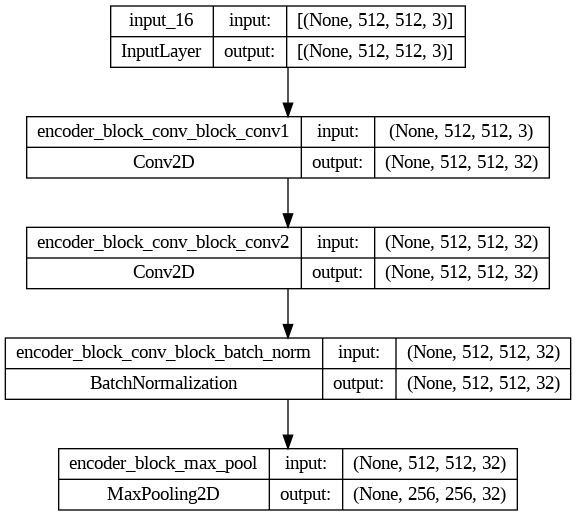 input_16 input: [(None, 512, 512, 3)]
InputLayer output: [(None, 512, 512, 3)]
encoder_block_conv_block_conv1 input: (None, 512, 512, 3)
Conv2D output: (None, 512, 512, 32)
encoder_block_conv_block_conv2 input: (None, 512, 512, 32)
Conv2D output: (None, 512, 512, 32)
encoder_block_conv_block_batch_norm input: (None, 512, 512, 32)
BatchNormalization output: (None, 512, 512, 32)
encoder_block_max_pool input: (None, 512, 512, 32)
MaxPooling2D output: (None, 256, 256, 32)